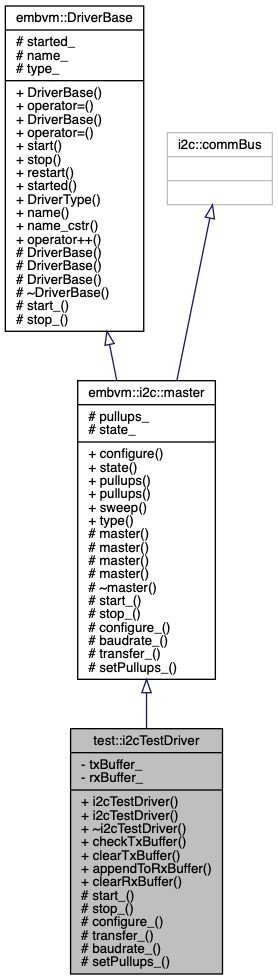 embvm::DriverBase
# started_
# name_
# type_
+ DriverBase()
+ operator=()
+ DriverBase()
+ operator=()
+ start()
+ stop()
+ restart()
+ started()
+ DriverType()
+ name()
+ name_cstr()
+ operator++()
# DriverBase()
# DriverBase()
# DriverBase()
# ~DriverBase()
# start_()
# stop_()
i2c::commBus
embvm::i2c::master
# pullups_
# state_
+ configure()
+ state()
+ pullups()
+ pullups()
+ sweep()
+ type()
# master()
# master()
# master()
# master()
# ~master()
# start_()
# stop_()
# configure_()
# baudrate_()
# transfer_()
# setPullups_()
test::i2cTestDriver
- txBuffer_
- rxBuffer_
+ i2cTestDriver()
+ i2cTestDriver()
+ ~i2cTestDriver()
+ checkTxBuffer()
+ clearTxBuffer()
+ appendToRxBuffer()
+ clearRxBuffer()
# start_()
# stop_()
# configure_()
# transfer_()
# baudrate_()
# setPullups_()